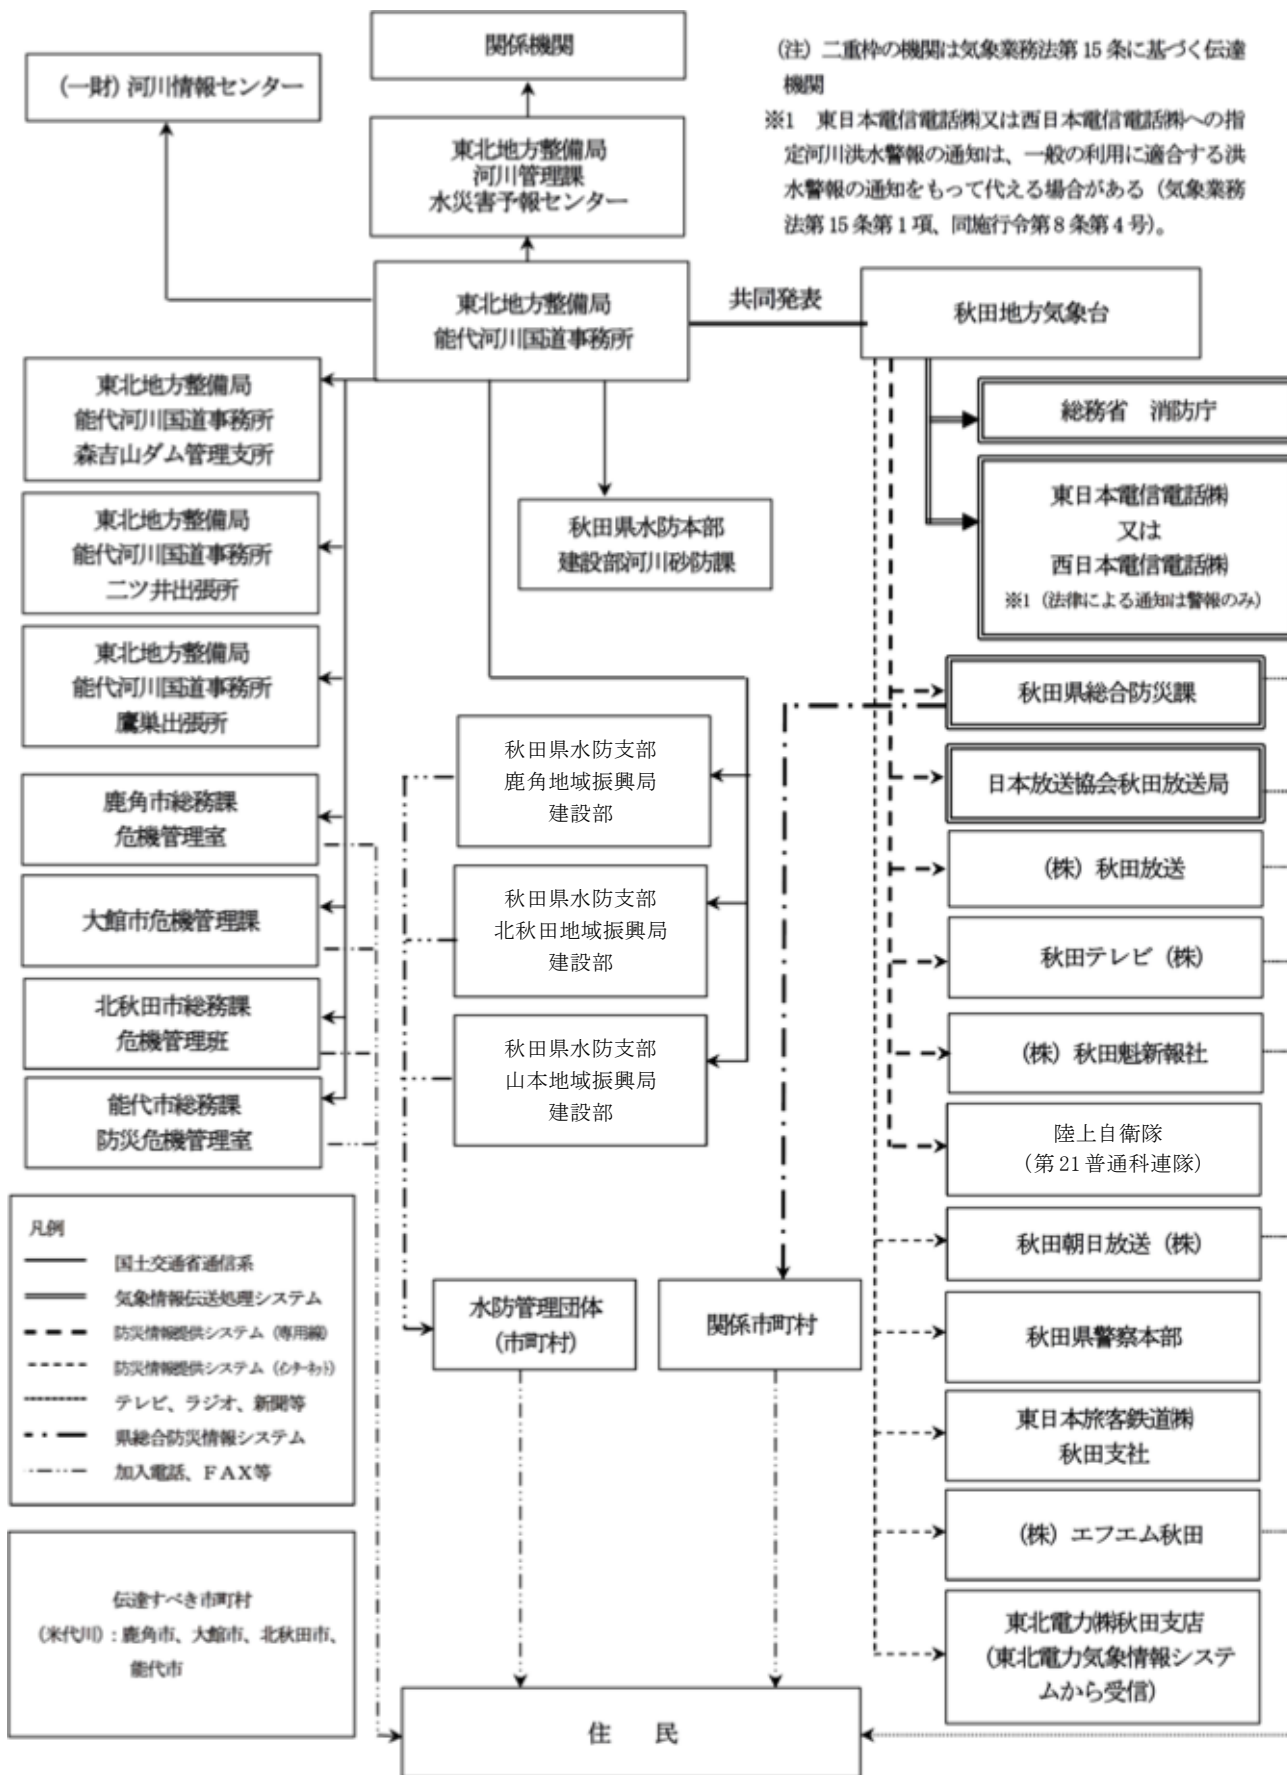 関係機関
(一財)河川情報センター
東北地方整備局
河川管理課
水災害予報センター
(注) 二重枠の機関は気象業務法第15条に基づく伝達
機関
※1 東日本電信電話㈱又は西日本電信電話㈱への指
定河川洪水警報の通知は、一般の利用に適合する洪
水警報の通知をもって代える場合がある(気象業務
法第15条第1項、同施行令第8条第4号)。
東北地方整備局
能代河川国道事務所
共同発表
秋田地方気象台
東北地方整備局
能代河川国道事務所
森吉山ダム管理支所
東北地方整備局
能代河川国道事務所
二ツ井出張所
東北地方整備局
能代河川国道事務所
鷹巣出張所
鹿角市総務課
危機管理室
大館市危機管理課
北秋田市総務課
危機管理班
能代市総務課
防災危機管理室
秋田県水防本部
建設部河川砂防課
秋田県水防支部
鹿角地域振興局
建設部
秋田県水防支部
北秋田地域振興局
建設部
秋田県水防支部
山本地域振興局
建設部
総務省 消防庁
東日本電信電話㈱
又は
西日本電信電話㈱
※1(法律による通知は警報のみ)
秋田県総合防災課
日本放送協会秋田放送局
(株)秋田放送
秋田テレビ(株)
(株)秋田魁新報社
陸上自衛隊
(第21普通科連隊)
秋田朝日放送(株)
秋田県警察本部
東日本旅客鉄道㈱
秋田支社
(株)エフエム秋田
東北電力㈱秋田支店
(東北電力気象情報システ
ムから受信)
水防管理団体
(市町村)
関係市町村
凡例
国土交通省通信系
気象情報伝送処理システム
防災情報提供システム(専用線)
防災情報提供システム(インターネット)
テレビ、ラジオ、新聞等
県総合防災情報システム
加入電話、FAX等
伝達すべき市町村
(米代川):鹿角市、大館市、北秋田市、
能代市
住 民